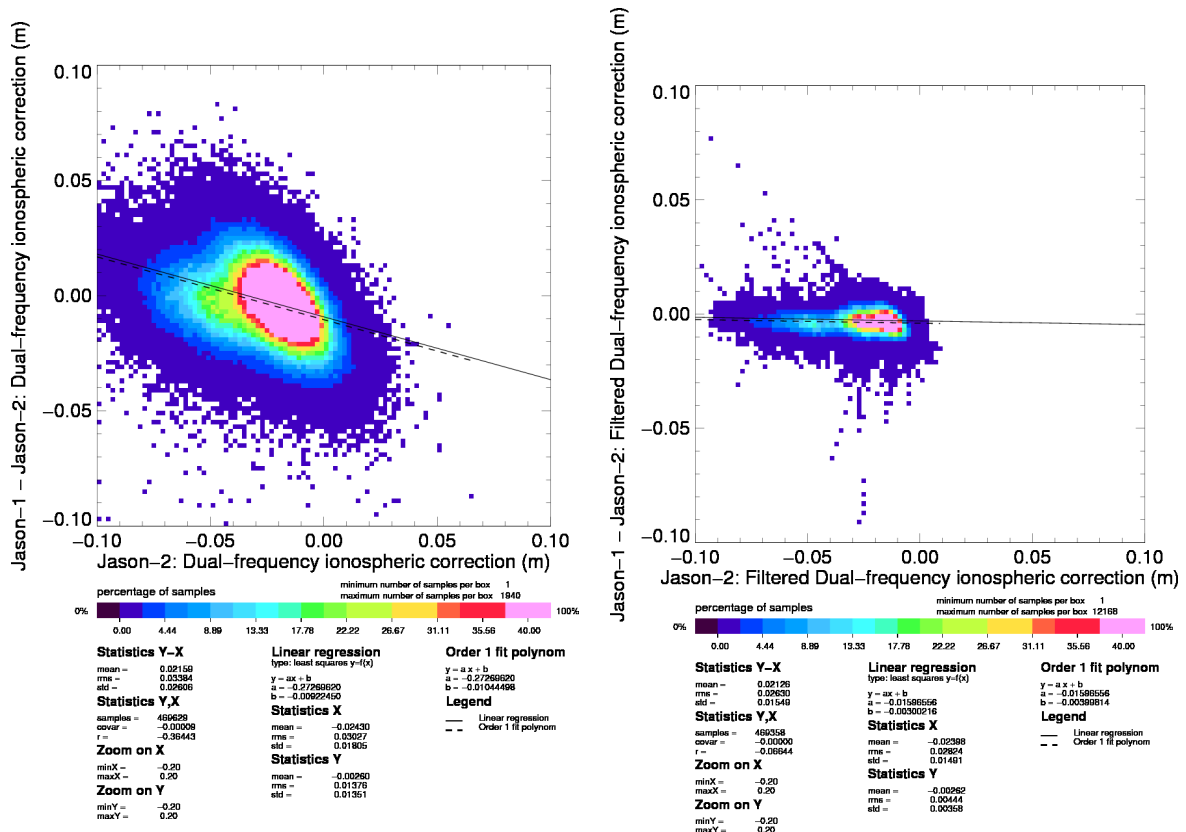 Jason−1 − Jason−2: Dual−frequency ionospheric correction (m)
0.10
0.05
0.00
−0.05
−0.10
−0.10 −0.05 0.00 0.05 0.10
Jason−2: Dual−frequency ionospheric correction (m)
minimum number of samples per box 1
percentage of samples
maximum number of samples per box 1940
0% 100%
0.00 4.44 8.89 13.33 17.78 22.22 26.67 31.11 35.56 40.00
Statistics Y−X
mean = 0.02159
rms = 0.03384
std = 0.02606
Statistics Y,X
samples = 469629
covar = −0.00009
r = −0.36443
Zoom on X
minX = −0.20
maxX = 0.20
Zoom on Y
minY = −0.20
maxY = 0.20
Linear regression
type: least squares y=f(x)
y = ax + b
a = −0.27269620
b = −0.00922450
Statistics X
mean = −0.02430
rms = 0.03027
std = 0.01805
Statistics Y
mean = −0.00260
rms = 0.01376
std = 0.01351
Order 1 fit polynom
y = a x + b
a = −0.27269620
b = −0.01044498
Legend
Linear regression
Order 1 fit polynom
Jason−1 − Jason−2: Filtered Dual−frequency ionospheric correction (m)
0.10
0.05
0.00
−0.05
−0.10
−0.10 −0.05 0.00 0.05 0.10
Jason−2: Filtered Dual−frequency ionospheric correction (m)
minimum number of samples per box 1
percentage of samples
maximum number of samples per box 12168
0% 100%
0.00 4.44 8.89 13.33 17.78 22.22 26.67 31.11 35.56 40.00
Statistics Y−X
mean = 0.02126
rms = 0.02630
std = 0.01549
Statistics Y,X
samples = 469358
covar = −0.00000
r = −0.06644
Zoom on X
minX = −0.20
maxX = 0.20
Zoom on Y
minY = −0.20
maxY = 0.20
Linear regression
type: least squares y=f(x)
y = ax + b
a = −0.01596556
b = −0.00300216
Statistics X
mean = −0.02398
rms = 0.02824
std = 0.01491
Statistics Y
mean = −0.00262
rms = 0.00444
std = 0.00358
Order 1 fit polynom
y = a x + b
a = −0.01596556
b = −0.00399814
Legend
Linear regression
Order 1 fit polynom